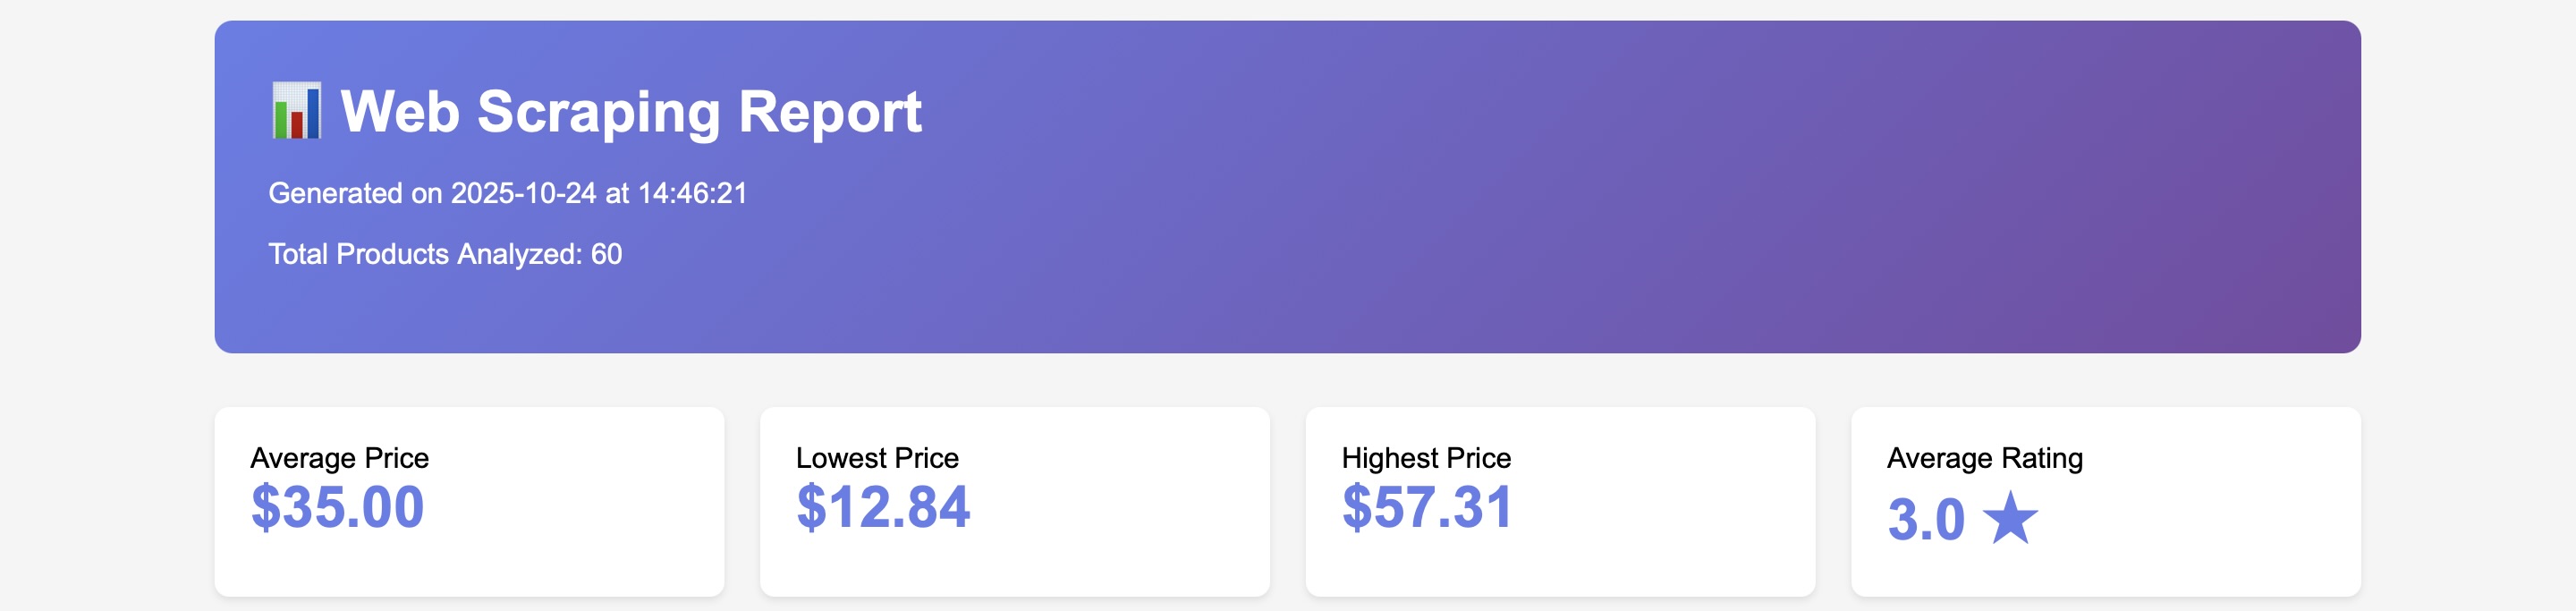 Web Scraping Report
Generated on 2025-10-24 at 14:46:21
Total Products Analyzed: 60
Average Price
$35.00
Lowest Price
$12.84
Highest Price
$57.31
Average Rating
3.0 ★